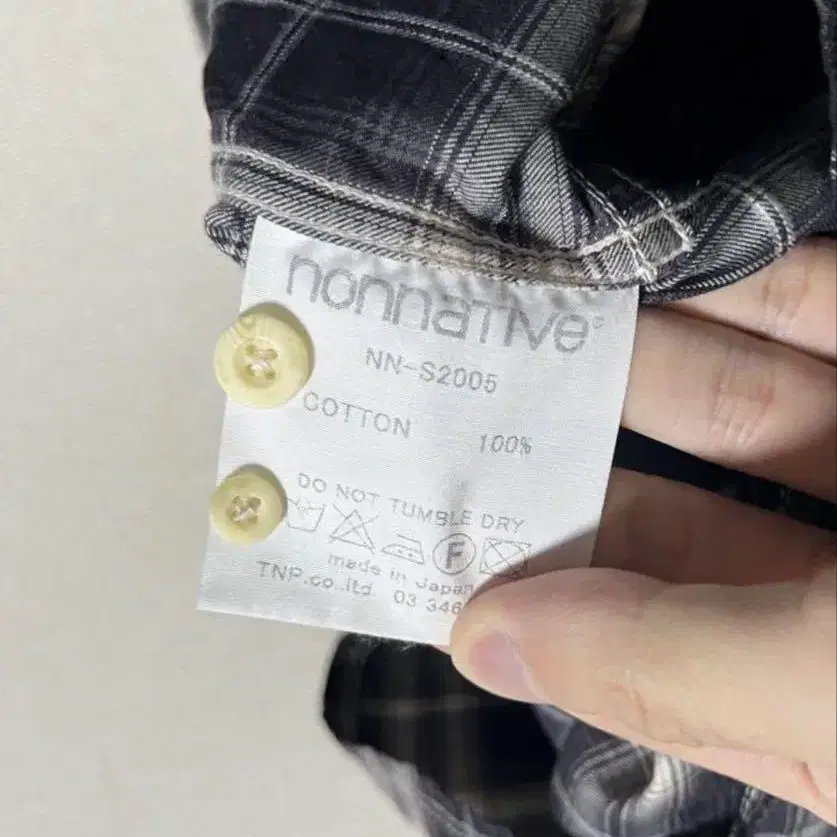 nonnative
NN-S2005
COTTON 100%
DO NOT TUMBLE DRY
F
made in Japan
TNP.co.,ltd. 03 346